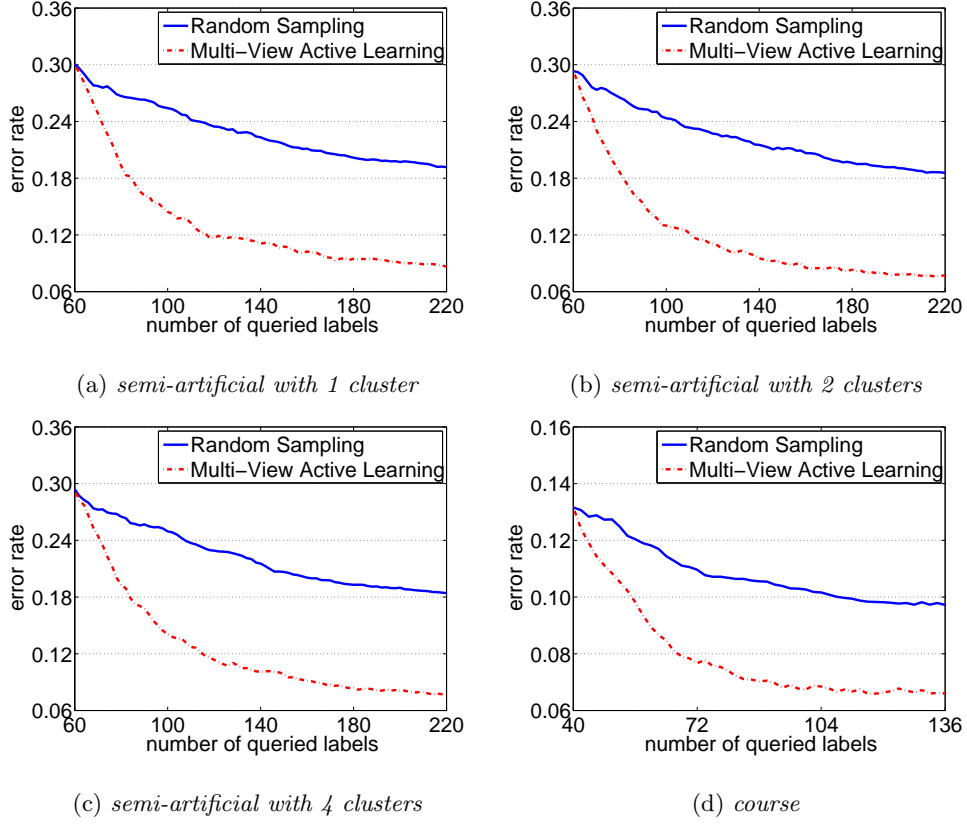 0.36
Random Sampling
Multi−View Active Learning
0.30
0.24
0.18
0.12
0.06
error rate
60 100 140 180 220
number of queried labels
(a) semi-artificial with 1 cluster
0.36
Random Sampling
Multi−View Active Learning
0.30
0.24
0.18
0.12
0.06
error rate
60 100 140 180 220
number of queried labels
(b) semi-artificial with 2 clusters
0.36
Random Sampling
Multi−View Active Learning
0.30
0.24
0.18
0.12
0.06
error rate
60 100 140 180 220
number of queried labels
(c) semi-artificial with 4 clusters
0.16
Random Sampling
Multi−View Active Learning
0.14
0.12
0.10
0.08
0.06
error rate
40 72 104 136
number of queried labels
(d) course